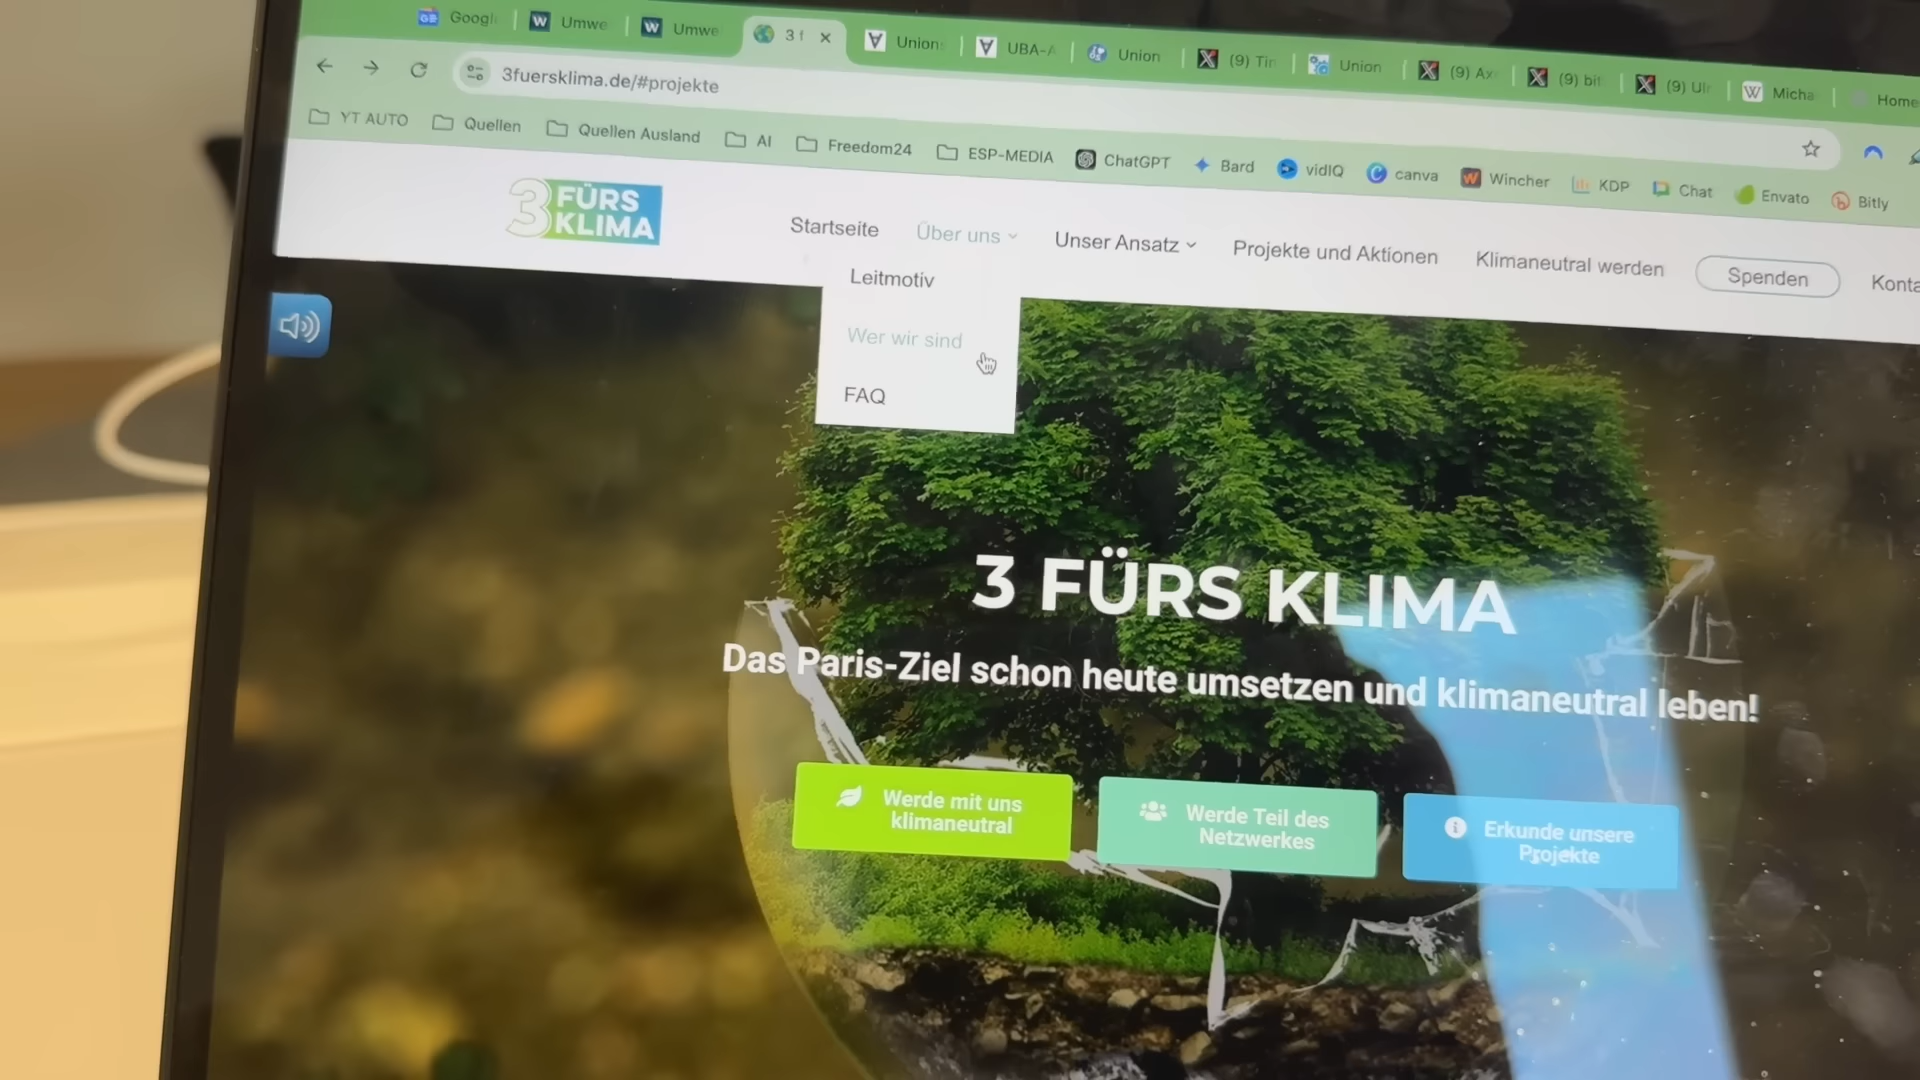 Googl
Umwe
Umwe
3 f
Union:
UBA-A
Union
(9) Tir
Union
(9) Ax
(9) bit
(9) Ul
Micha
Home
3fuersklima.de/#projekte
YT AUTO
Quellen
Quellen Ausland
AI
Freedom24
ESP-MEDIA
ChatGPT
Bard
vidIQ
canva
Wincher
KDP
Chat
Envato
Bitly
3 FÜRS
KLIMA
Startseite
Über uns
Unser Ansatz
Projekte und Aktionen
Klimaneutral werden
Spenden
Konta
Leitmotiv
Wer wir sind
FAQ
3 FÜRS KLIMA
Das Paris-Ziel schon heute umsetzen und klimaneutral leben!
Werde mit uns
klimaneutral
Werde Teil des
Netzwerkes
Erkunde unsere
Projekte